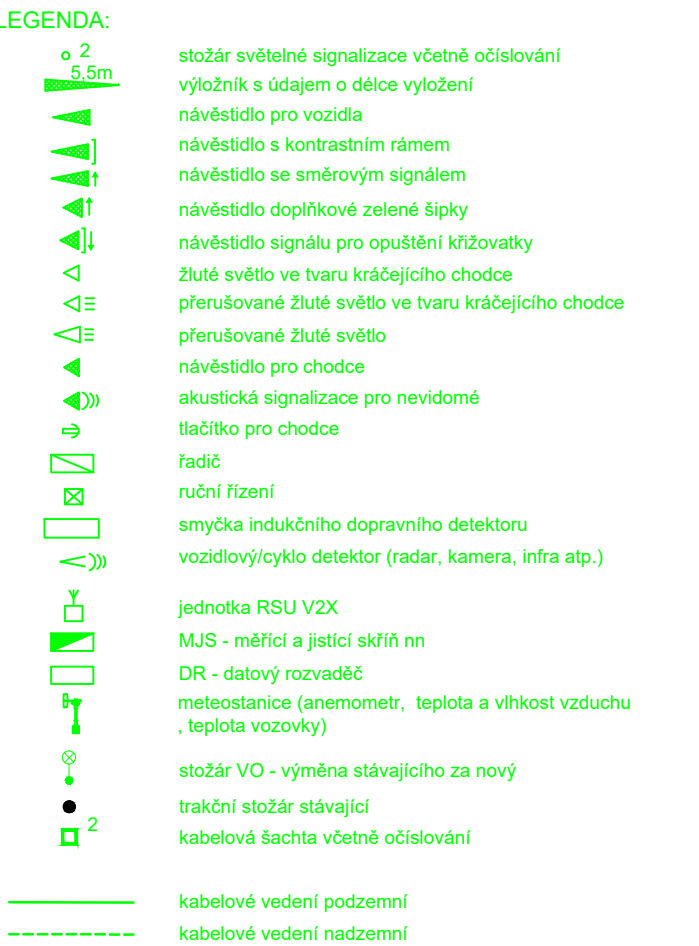 LEGENDA:
2
stožár světelné signalizace včetně očíslování
5,5m
výložník s údajem o délce vyložení
návěstidlo pro vozidla
návěstidlo s kontrastním rámem
návěstidlo se směrovým signálem
návěstidlo doplňkové zelené šipky
návěstidlo signálu pro opuštění křižovatky
žluté světlo ve tvaru kráčejícího chodce
přerušované žluté světlo ve tvaru kráčejícího chodce
přerušované žluté světlo
návěstidlo pro chodce
akustická signalizace pro nevidomé
tlačítko pro chodce
řadič
ruční řízení
smyčka indukčního dopravního detektoru
vozidlový/cyklo detektor (radar, kamera, infra atp.)
jednotka RSU V2X
MJS - měřící a jistící skříň nn
DR - datový rozvaděč
meteostanice (anemometr, teplota a vlhkost vzduchu
, teplota vozovky)
stožár VO - výměna stávajícího za nový
trakční stožár stávající
2
kabelová šachta včetně očíslování
kabelové vedení podzemní
kabelové vedení nadzemní